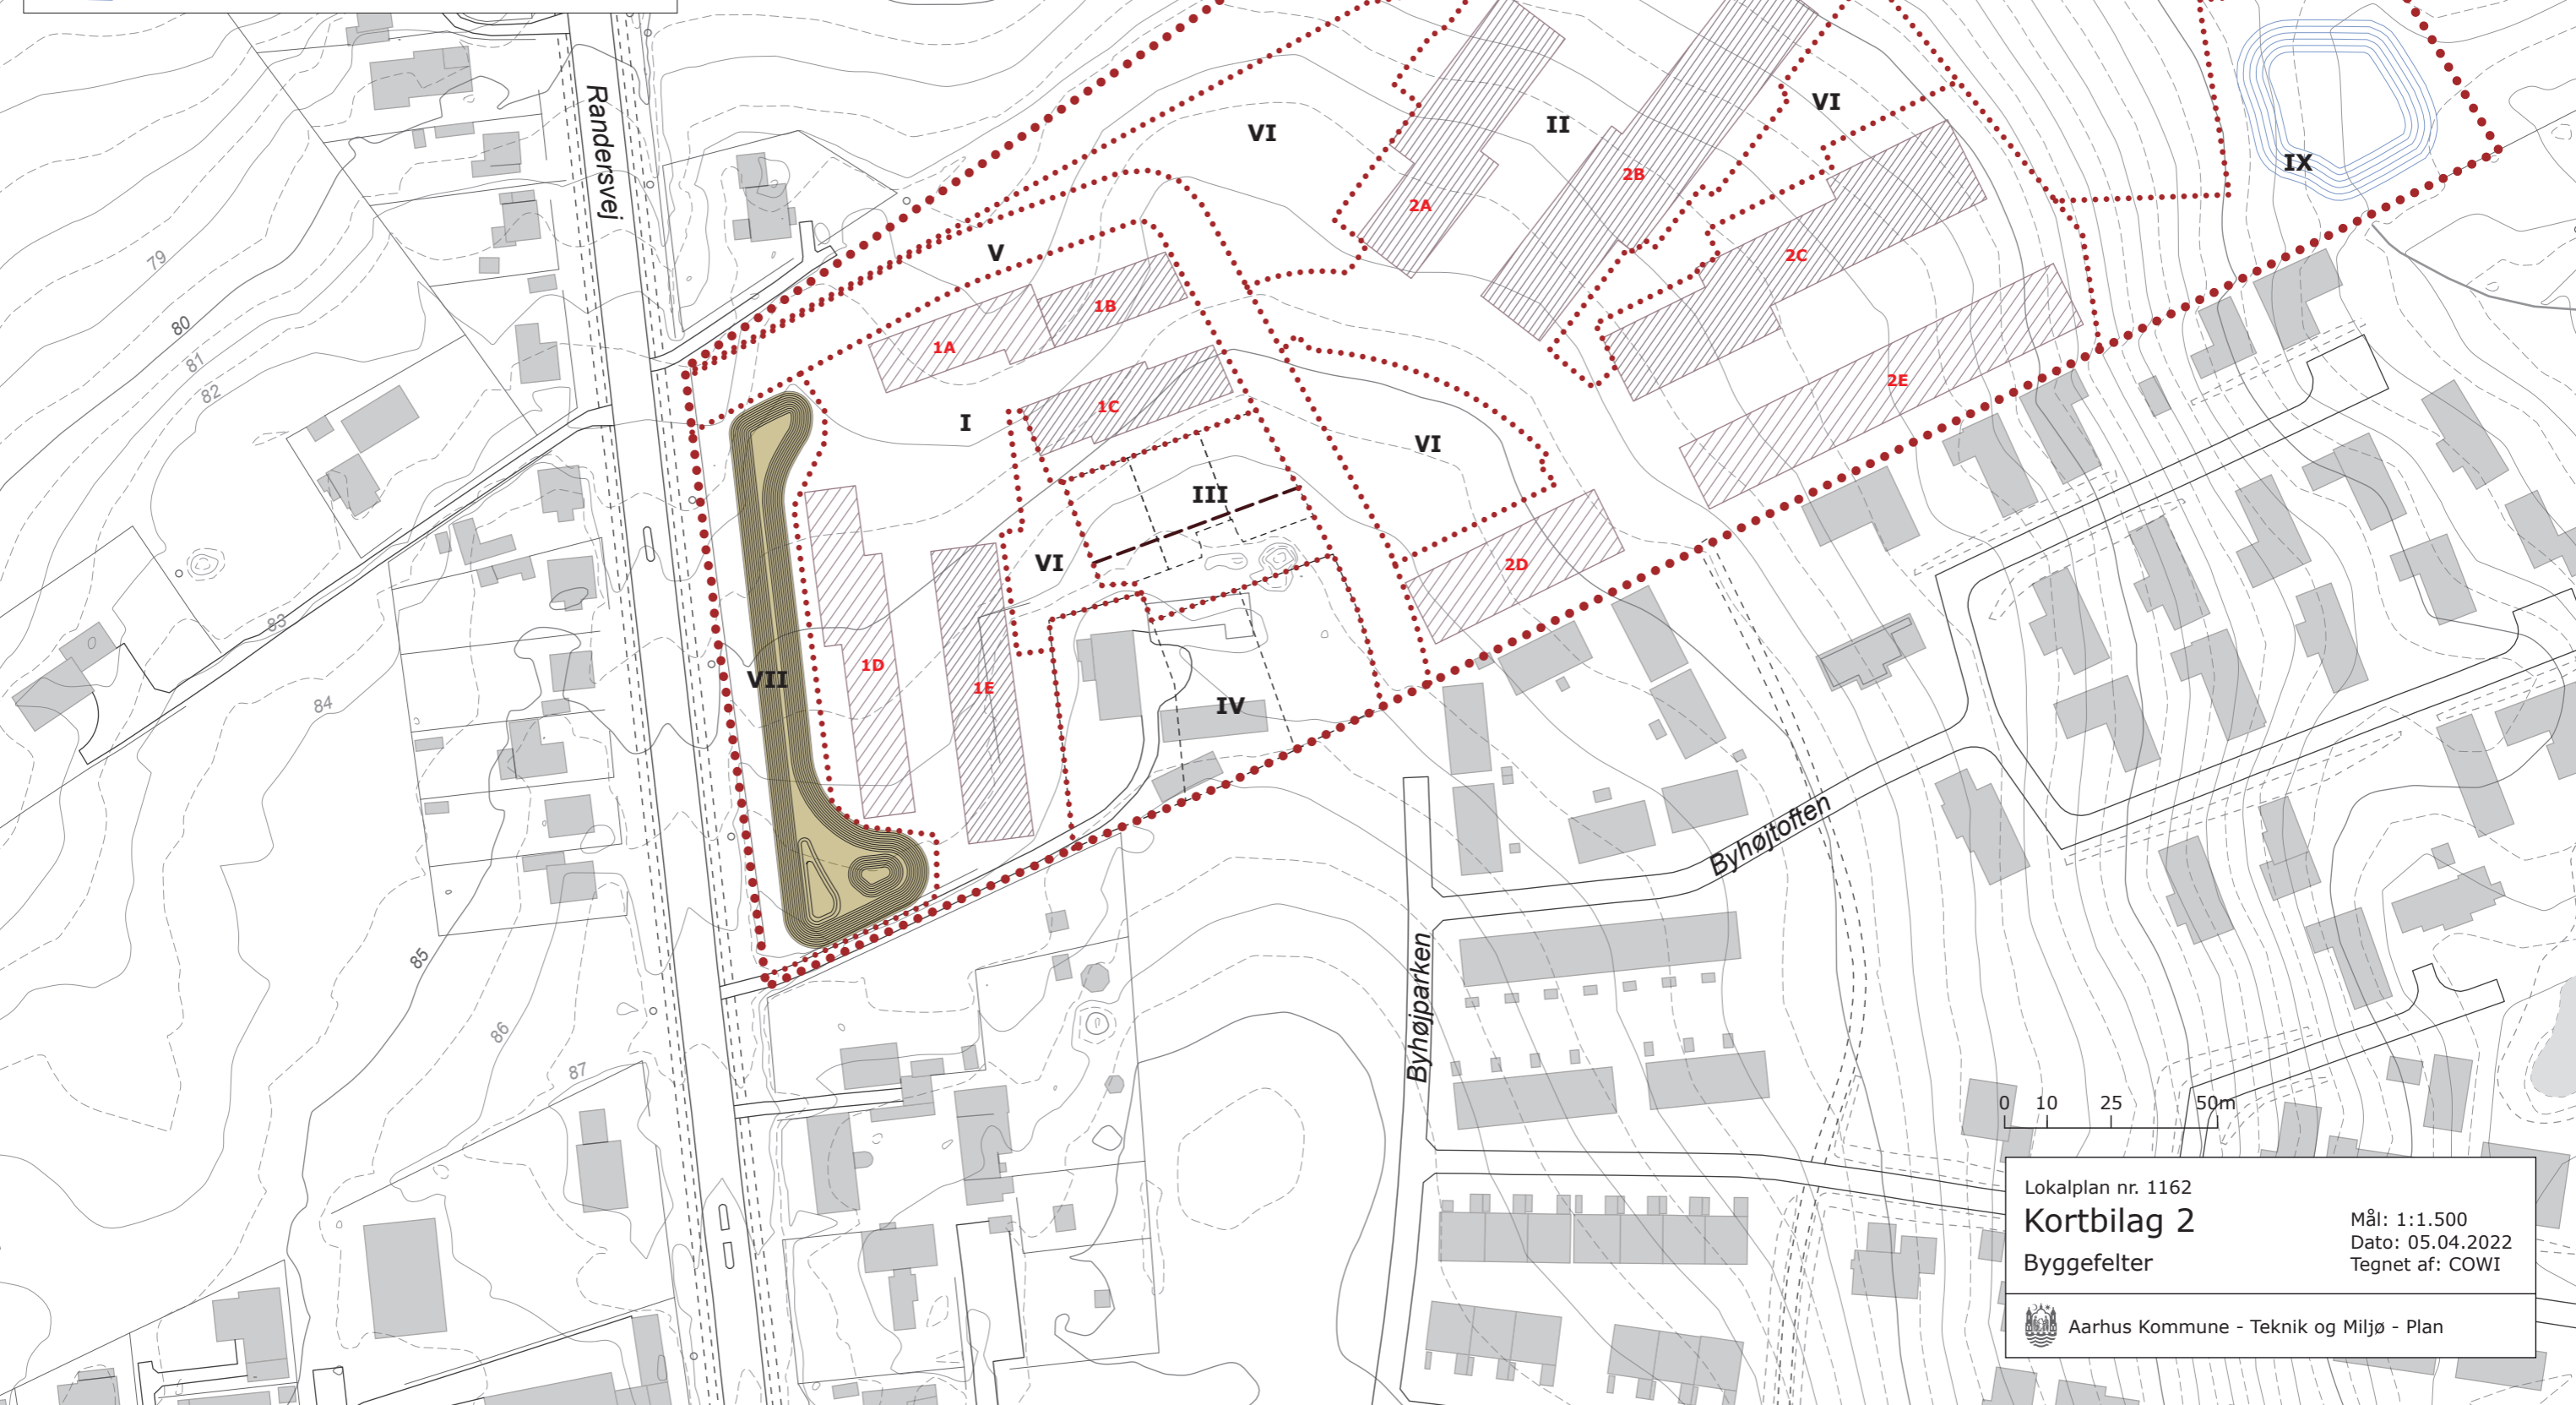 Randersvej
VI
II
VI
IX
2A
2B
2C
V
1B
1A
2E
79
80
81
82
I
1C
VI
III
VI
2D
83
84
VII
1D
1E
IV
Byhøjtoften
85
86
87
Byhøjparken
0 10 25 50m
Lokalplan nr. 1162
Kortbilag 2
Byggefelter
Mål: 1:1.500
Dato: 05.04.2022
Tegnet af: COWI
Aarhus Kommune - Teknik og Miljø - Plan